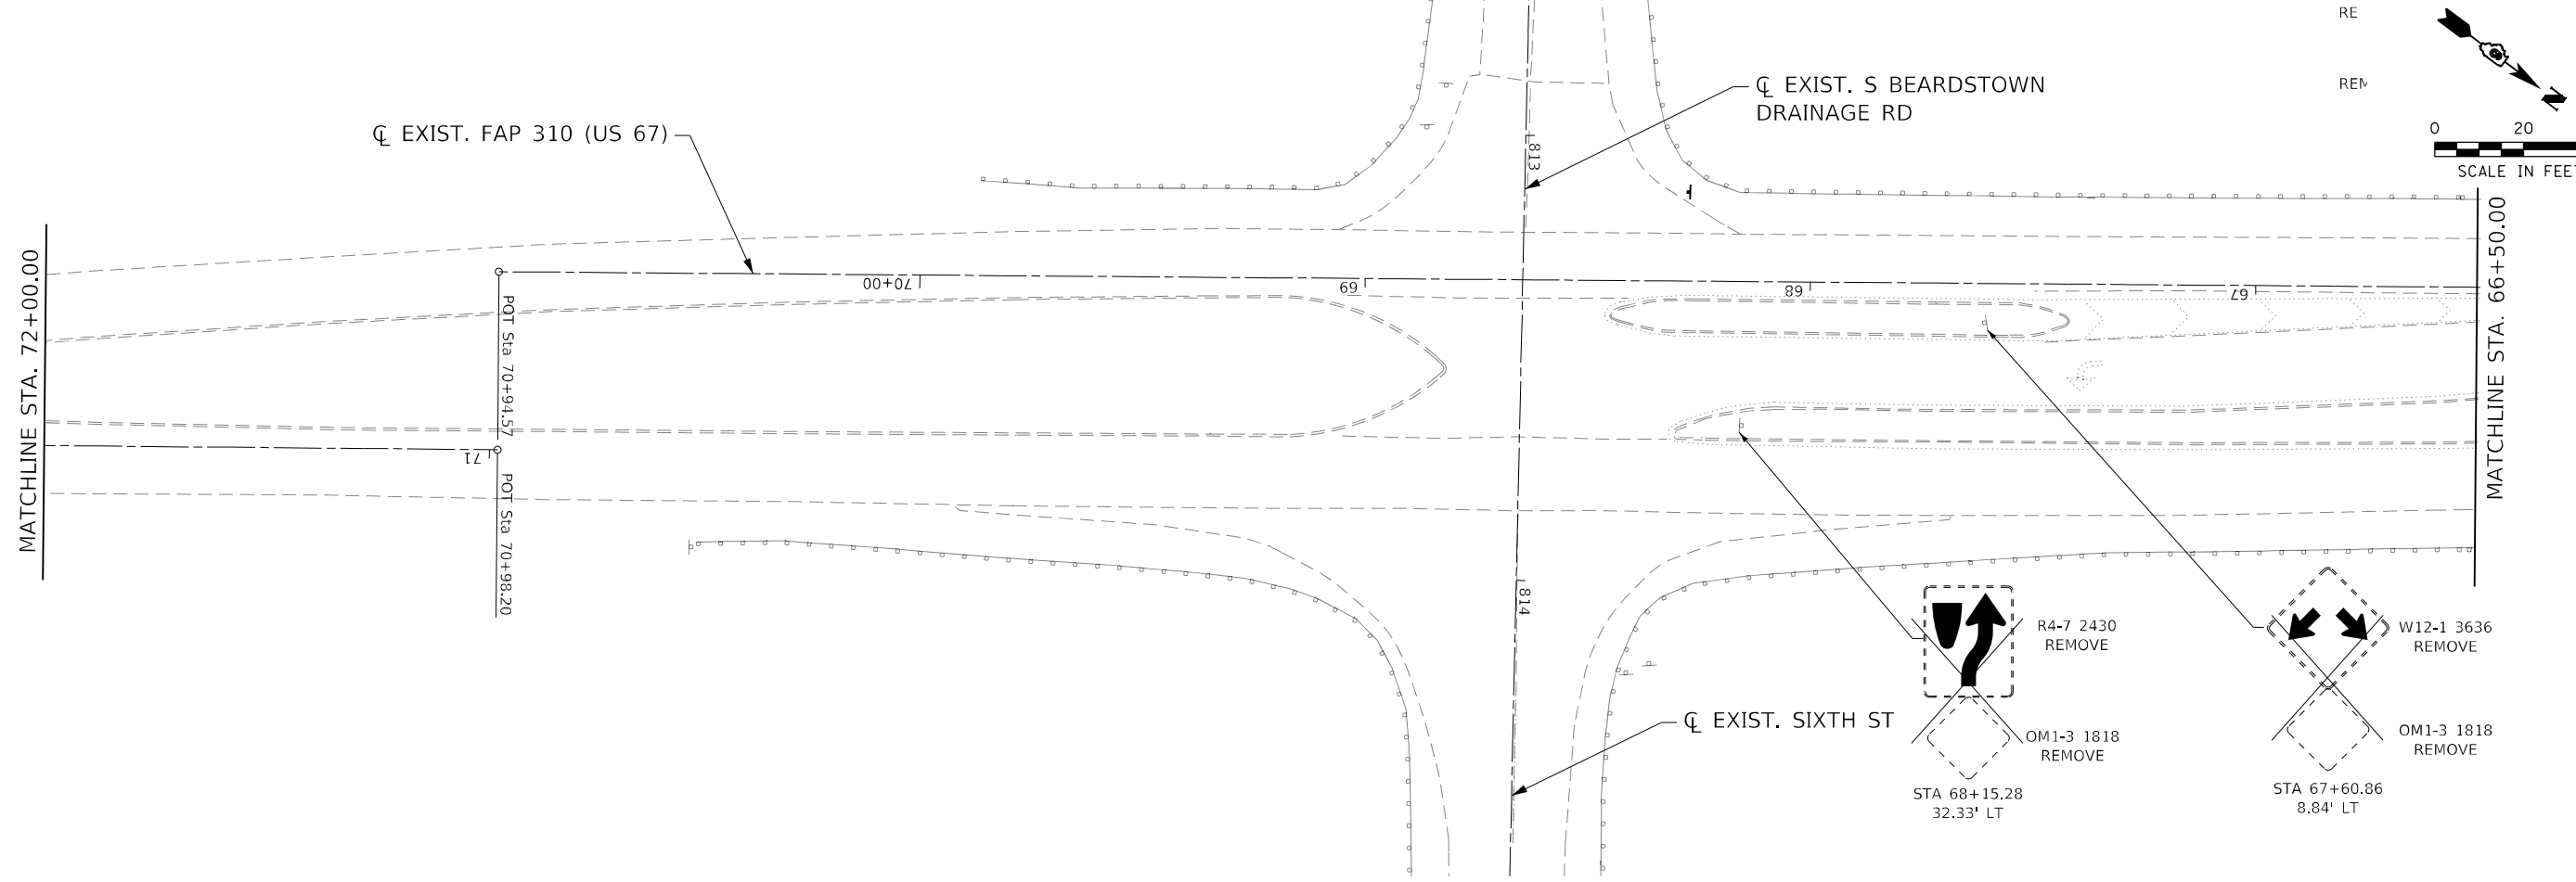 RE
N
REM
0 20
SCALE IN FEET
℄ EXIST. S BEARDSTOWN
DRAINAGE RD
℄ EXIST. FAP 310 (US 67)
813
MATCHLINE STA. 72+00.00
MATCHLINE STA. 66+50.00
70+00
69
68
67
POT Sta 70+94.57
71
POT Sta 70+98.20
814
R4-7 2430
REMOVE
W12-1 3636
REMOVE
℄ EXIST. SIXTH ST
OM1-3 1818
REMOVE
OM1-3 1818
REMOVE
STA 68+15.28
32.33' LT
STA 67+60.86
8.84' LT